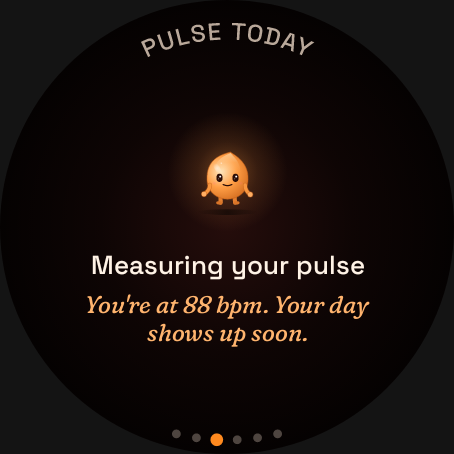 PULSE TODAY
Measuring your pulse
You're at 88 bpm. Your day
shows up soon.